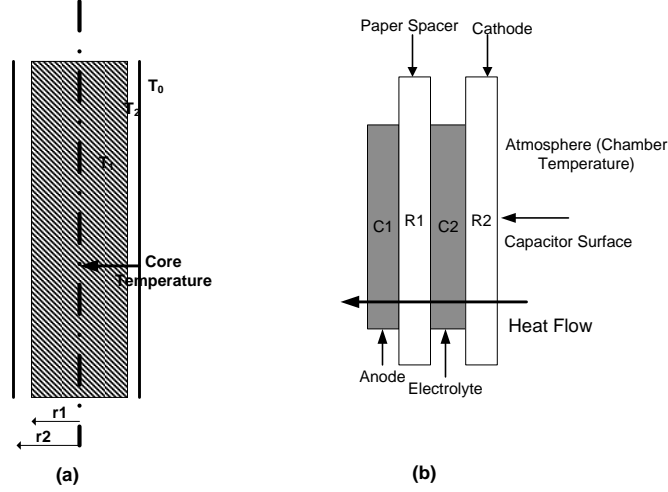 T0
T2
T1
Core
Temperature
r1
r2
(a)
Paper Spacer
Cathode
Atmosphere (Chamber
Temperature)
C1
R1
C2
R2
Capacitor Surface
Heat Flow
Anode
Electrolyte
(b)